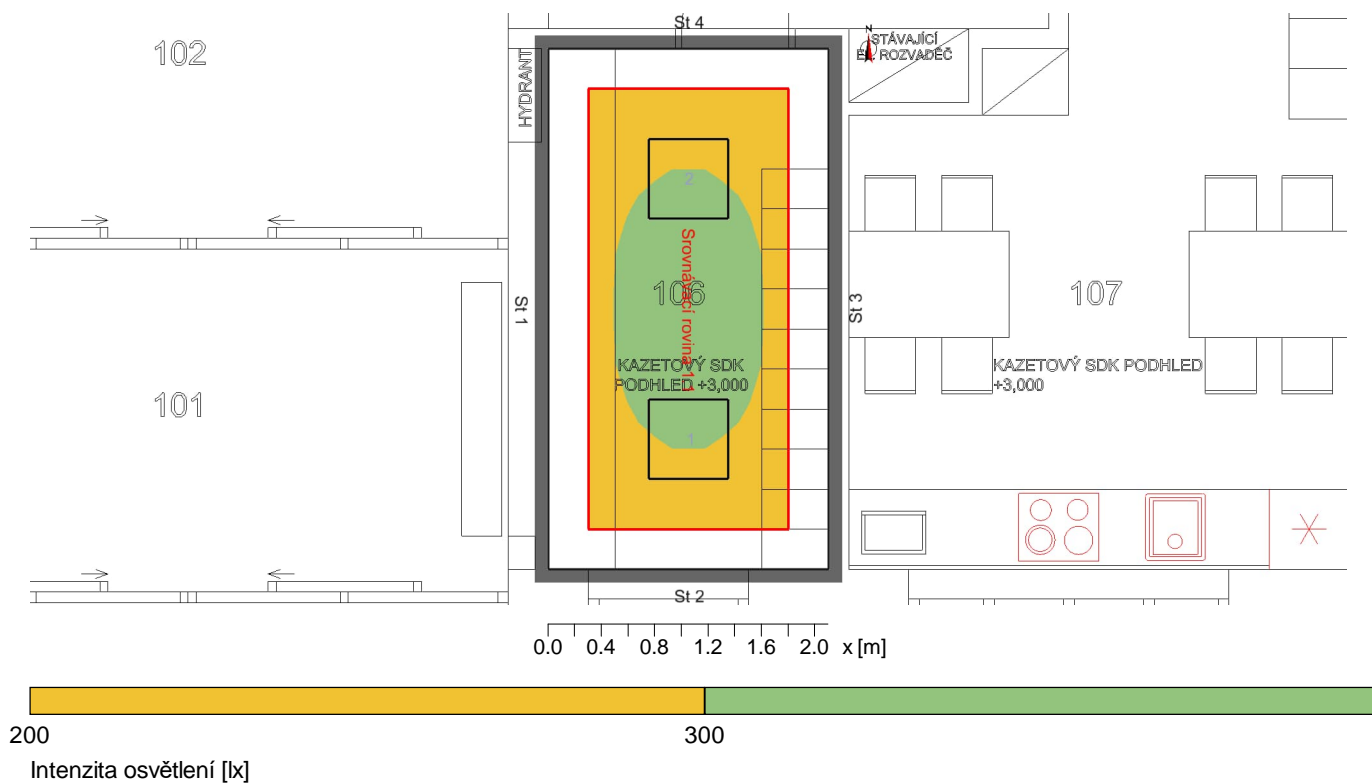 St 4
102
STÁVAJÍCÍ
EL. ROZVADĚČ
N
HYDRANT
2
Srovnávací rovina 1.1
106
107
St 1
St 3
KAZETOVÝ SDK
PODHLED +3,000
KAZETOVÝ SDK PODHLED
+3,000
101
1
St 2
0.0 0.4 0.8 1.2 1.6 2.0 x [m]
200 300
Intenzita osvětlení [lx]